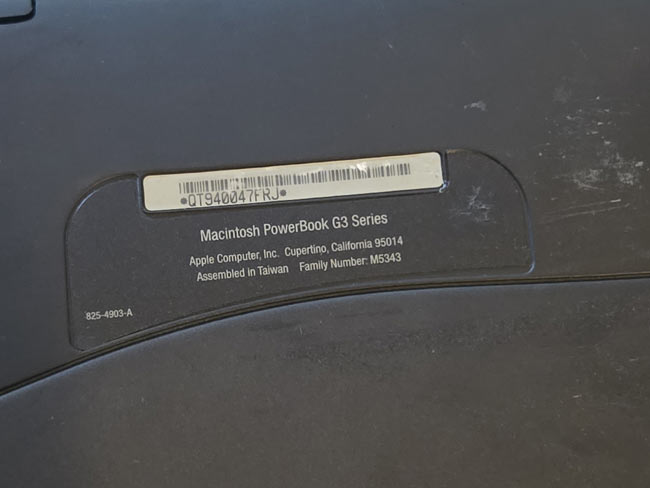 *QT940047FRJ*
Macintosh PowerBook G3 Series
Apple Computer, Inc. Cupertino, California 95014
Assembled in Taiwan Family Number: M5343
825-4903-A